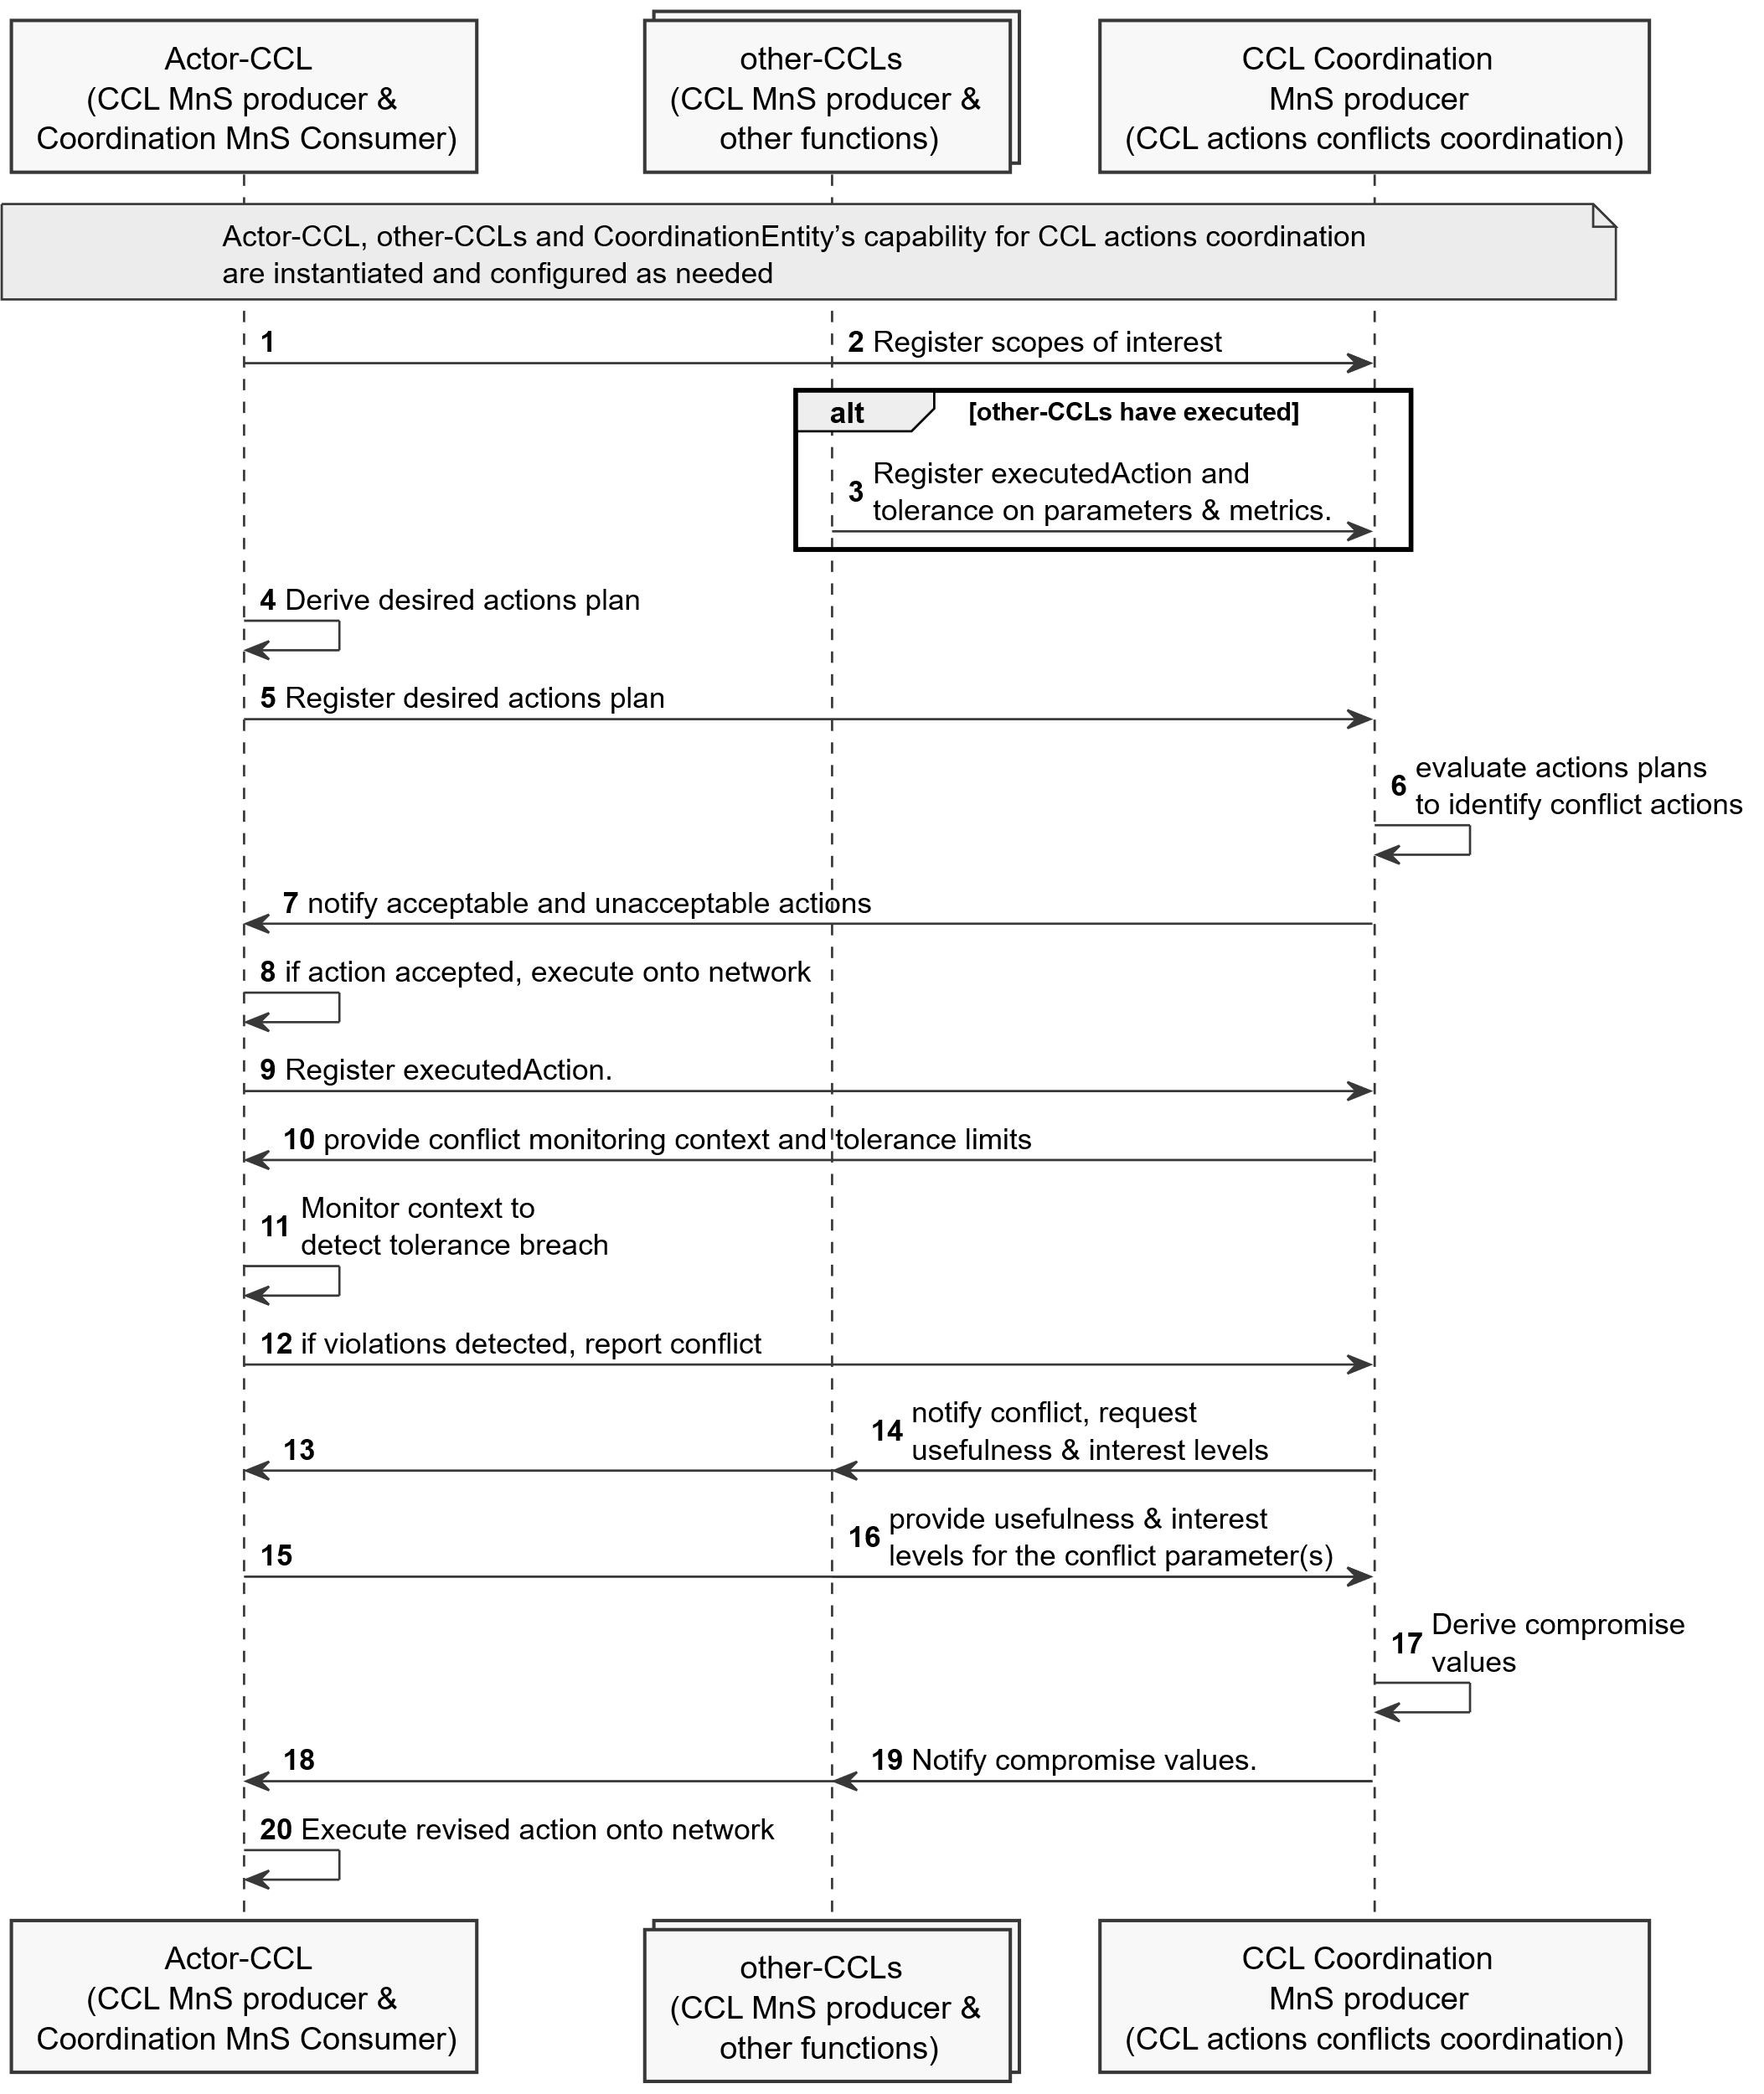 Actor-CCL
(CCL MnS producer &
Coordination MnS Consumer)
other-CCLs
(CCL MnS producer &
other functions)
CCL Coordination
MnS producer
(CCL actions conflicts coordination)
Actor-CCL, other-CCLs and CoordinationEntity’s capability for CCL actions coordination
are instantiated and configured as needed
1
2 Register scopes of interest
alt [other-CCLs have executed]
3 Register executedAction and
tolerance on parameters & metrics.
4 Derive desired actions plan
5 Register desired actions plan
6 evaluate actions plans
to identify conflict actions
7 notify acceptable and unacceptable actions
8 if action accepted, execute onto network
9 Register executedAction.
10 provide conflict monitoring context and tolerance limits
11 Monitor context to
detect tolerance breach
12 if violations detected, report conflict
13
14 notify conflict, request
usefulness & interest levels
15
16 provide usefulness & interest
levels for the conflict parameter(s)
17 Derive compromise
values
18
19 Notify compromise values.
20 Execute revised action onto network
Actor-CCL
(CCL MnS producer &
Coordination MnS Consumer)
other-CCLs
(CCL MnS producer &
other functions)
CCL Coordination
MnS producer
(CCL actions conflicts coordination)